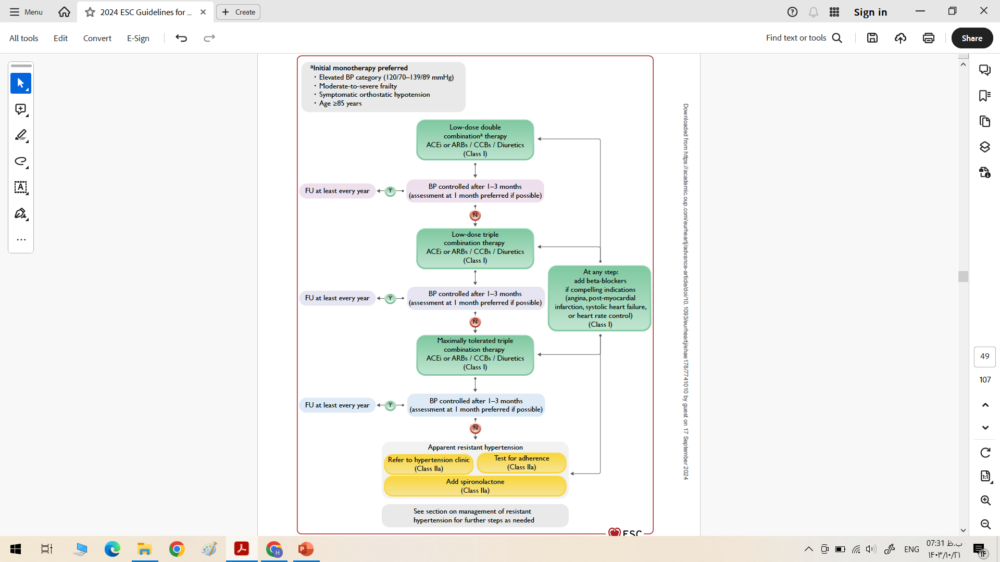 Menu
2024 ESC Guidelines for ...
Create
Sign in
All tools
Edit
Convert
E-Sign
Find text or tools
Share
aInitial monotherapy preferred
• Elevated BP category (120/70–139/89 mmHg)
• Moderate-to-severe frailty
• Symptomatic orthostatic hypotension
• Age ≥85 years
Low-dose double
combinationa therapy
ACEi or ARBs / CCBs / Diuretics
(Class I)
FU at least every year
Y
BP controlled after 1–3 months
(assessment at 1 month preferred if possible)
N
Low-dose triple
combination therapy
ACEi or ARBs / CCBs / Diuretics
(Class I)
At any step:
add beta-blockers
if compelling indications
(angina, post-myocardial
infarction, systolic heart failure,
or heart rate control)
(Class I)
FU at least every year
Y
BP controlled after 1–3 months
(assessment at 1 month preferred if possible)
N
Maximally tolerated triple
combination therapy
ACEi or ARBs / CCBs / Diuretics
(Class I)
FU at least every year
Y
BP controlled after 1–3 months
(assessment at 1 month preferred if possible)
N
Apparent resistant hypertension
Refer to hypertension clinic
(Class IIa)
Test for adherence
(Class IIa)
Add spironolactone
(Class IIa)
See section on management of resistant
hypertension for further steps as needed
ESC
Downloaded from https://academic.oup.com/eurheartj/advance-article/doi/10.1093/eurheartj/ehae178/7741010 by guest on 17 September 2024
49
107
1:1
A
H
P
ENG
07:31 ب.ظ
۱۴۰۳/۱۰/۲۱
۱۴